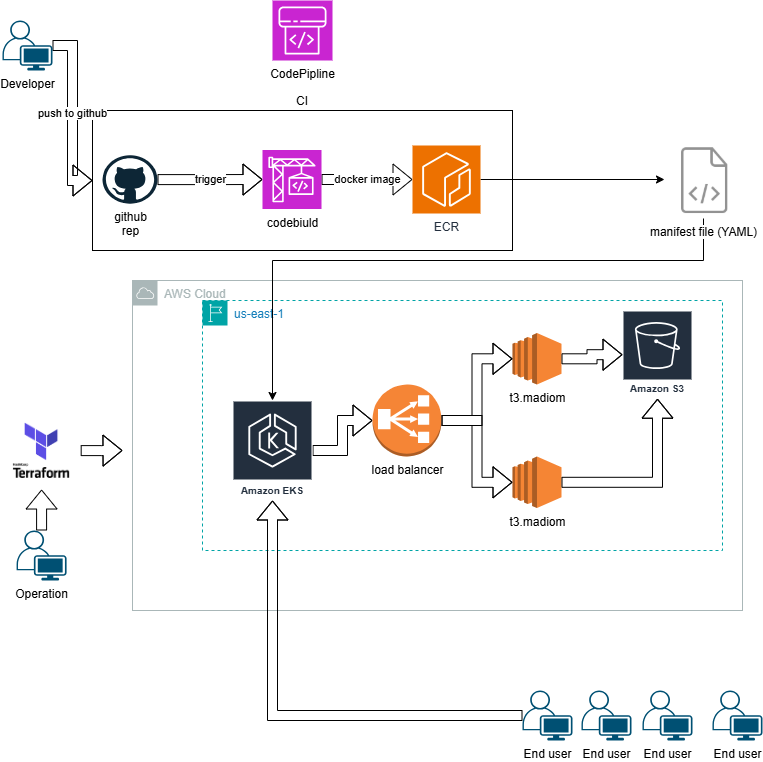 CodePipline
Developer
CI
push to github
trigger
docker image
github
rep
codebiuld
ECR
manifest file (YAML)
AWS Cloud
us-east-1
t3.madiom
Amazon S3
load balancer
Amazon EKS
HASHICORP
Terraform
t3.madiom
Operation
End user
End user
End user
End user